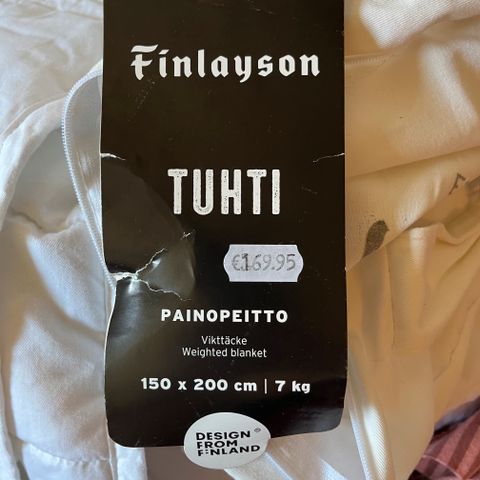 Finlayson
TUHTI
€169.95
PAINOPEITTO
Vikttäcke
Weighted blanket
150 x 200 cm | 7 kg
DESIGN ®
FROM
FINLAND